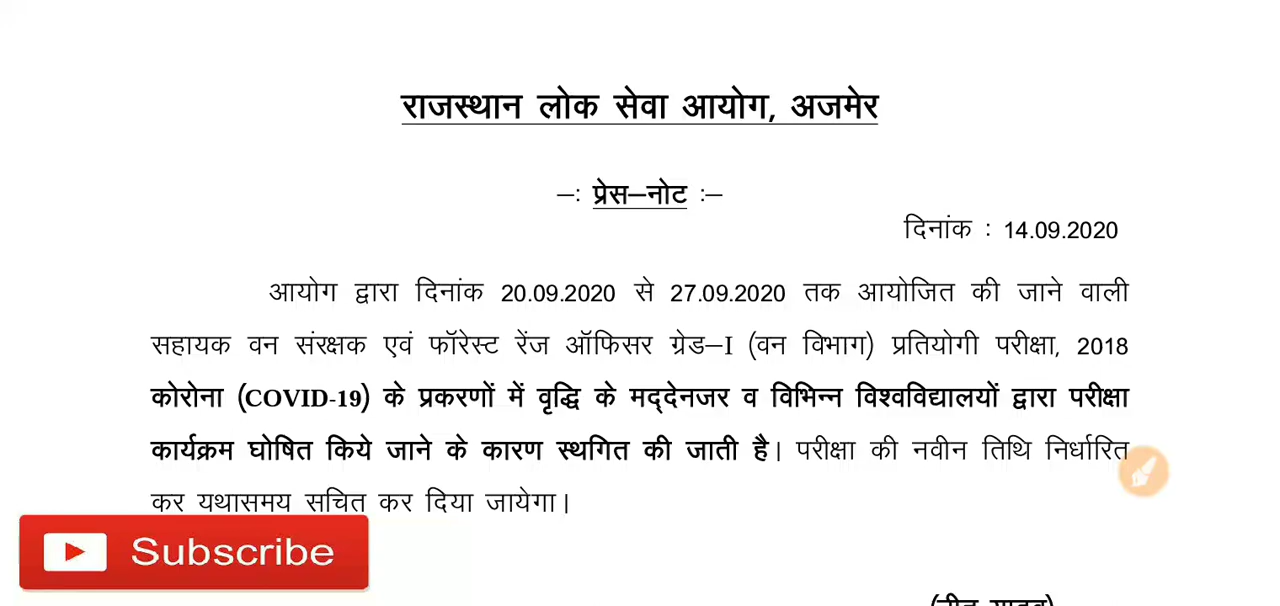 राजस्थान लोक सेवा आयोग, अजमेर
–: प्रेस–नोट :–
दिनांक : 14.09.2020
आयोग द्वारा दिनांक 20.09.2020 से 27.09.2020 तक आयोजित की जाने वाली
सहायक वन संरक्षक एवं फॉरेस्ट रेंज ऑफिसर ग्रेड–I (वन विभाग) प्रतियोगी परीक्षा, 2018
कोरोना (COVID-19) के प्रकरणों में वृद्धि के मद्देनजर व विभिन्न विश्वविद्यालयों द्वारा परीक्षा
कार्यक्रम घोषित किये जाने के कारण स्थगित की जाती है। परीक्षा की नवीन तिथि निर्धारित
कर यथासमय सचित कर दिया जायेगा।
Subscribe